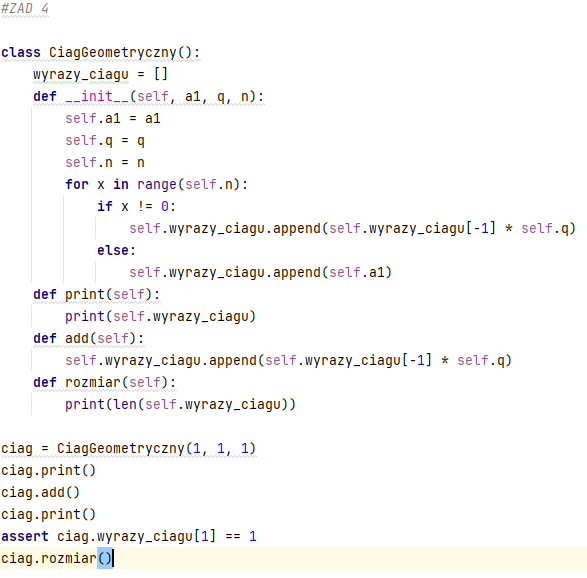 #ZAD 4
class CiagGeometryczny():
    wyrazy_ciagu = []
    def __init__(self, a1, q, n):
        self.a1 = a1
        self.q = q
        self.n = n
        for x in range(self.n):
            if x != 0:
                self.wyrazy_ciagu.append(self.wyrazy_ciagu[-1] * self.q)
            else:
                self.wyrazy_ciagu.append(self.a1)
    def print(self):
        print(self.wyrazy_ciagu)
    def add(self):
        self.wyrazy_ciagu.append(self.wyrazy_ciagu[-1] * self.q)
    def rozmiar(self):
        print(len(self.wyrazy_ciagu))
ciag = CiagGeometryczny(1, 1, 1)
ciag.print()
ciag.add()
ciag.print()
assert ciag.wyrazy_ciagu[1] == 1
ciag.rozmiar()